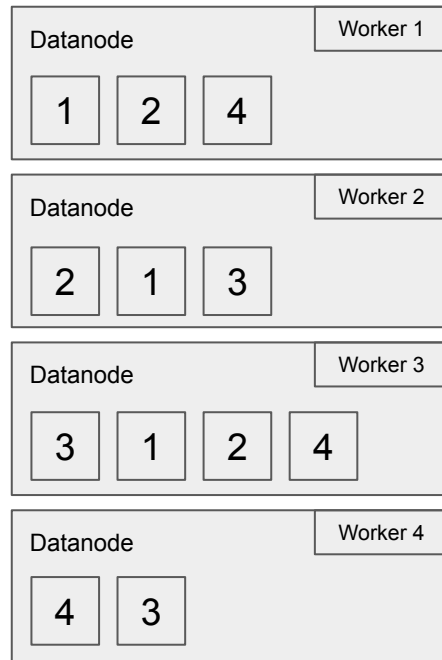 Datanode
Worker 1
1 2 4
Datanode
Worker 2
2 1 3
Datanode
Worker 3
3 1 2 4
Datanode
Worker 4
4 3